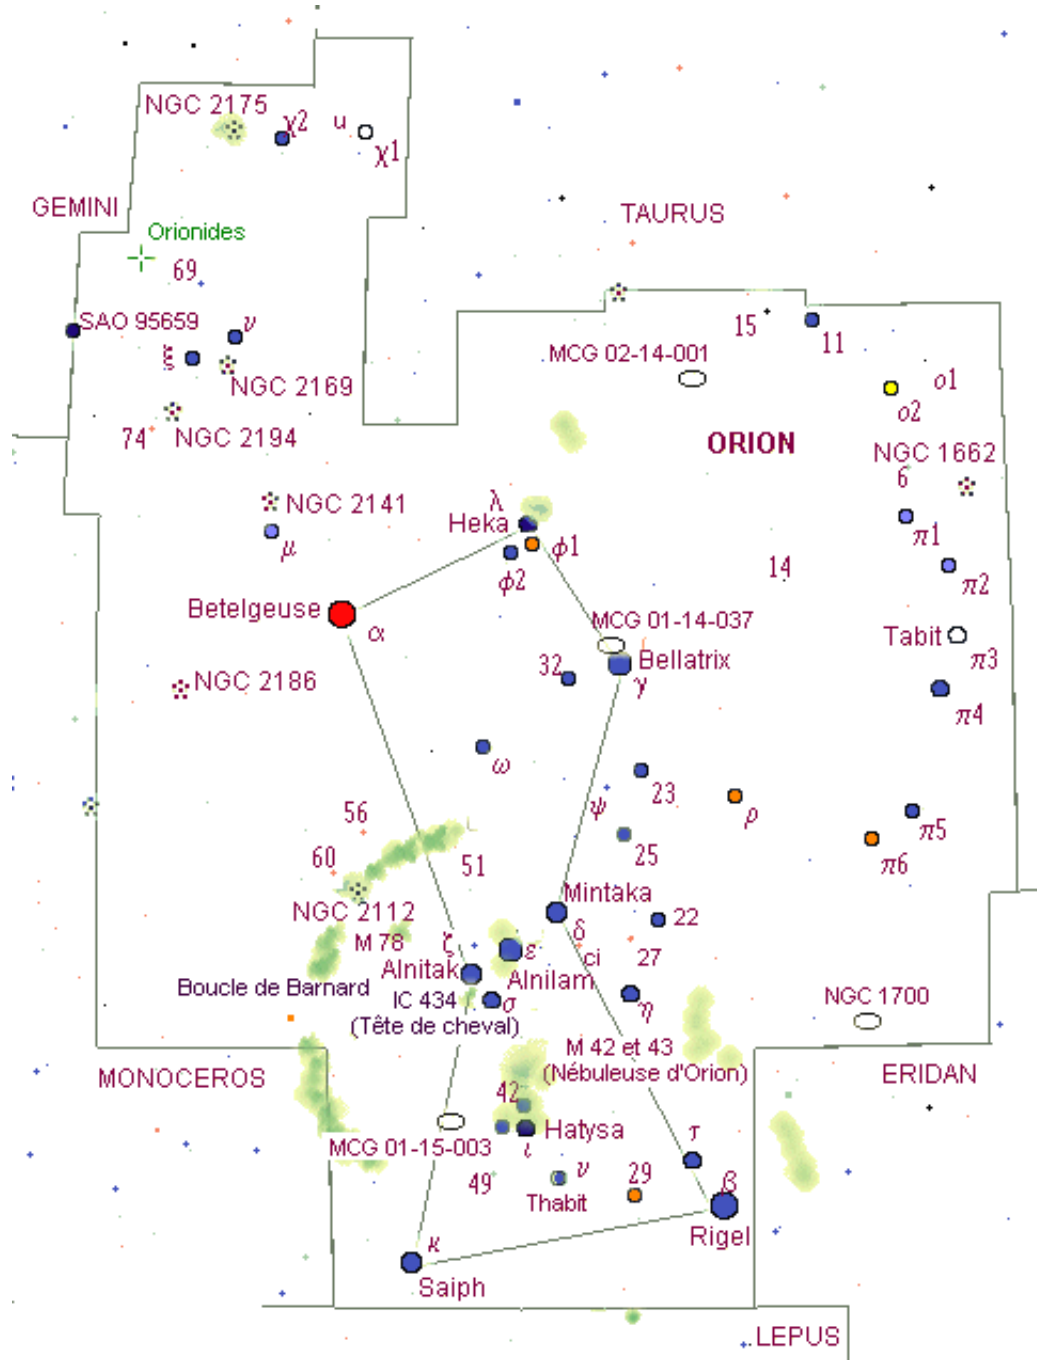 NGC 2175
χ2
u
χ1
GEMINI
TAURUS
Orionides
69
SAO 95659
ν
ξ
NGC 2169
15
11
MCG 02-14-001
ο1
ο2
74
NGC 2194
ORION
NGC 1662
6
NGC 2141
λ
Heka
μ
φ1
φ2
π1
14
π2
Betelgeuse
α
MCG 01-14-037
Tabit
π3
32
Bellatrix
γ
NGC 2186
π4
ω
23
ψ
ρ
π5
56
25
π6
60
51
Mintaka
NGC 2112
22
δ
M 78
ζ
ε
ci
27
Alnitak
Alnilam
Boucle de Barnard
IC 434
σ
η
NGC 1700
(Tête de cheval)
M 42 et 43
MONOCEROS
(Nébuleuse d'Orion)
ERIDAN
42
Hatysa
MCG 01-15-003
ι
τ
49
υ
29
β
Thabit
Rigel
κ
Saiph
LEPUS